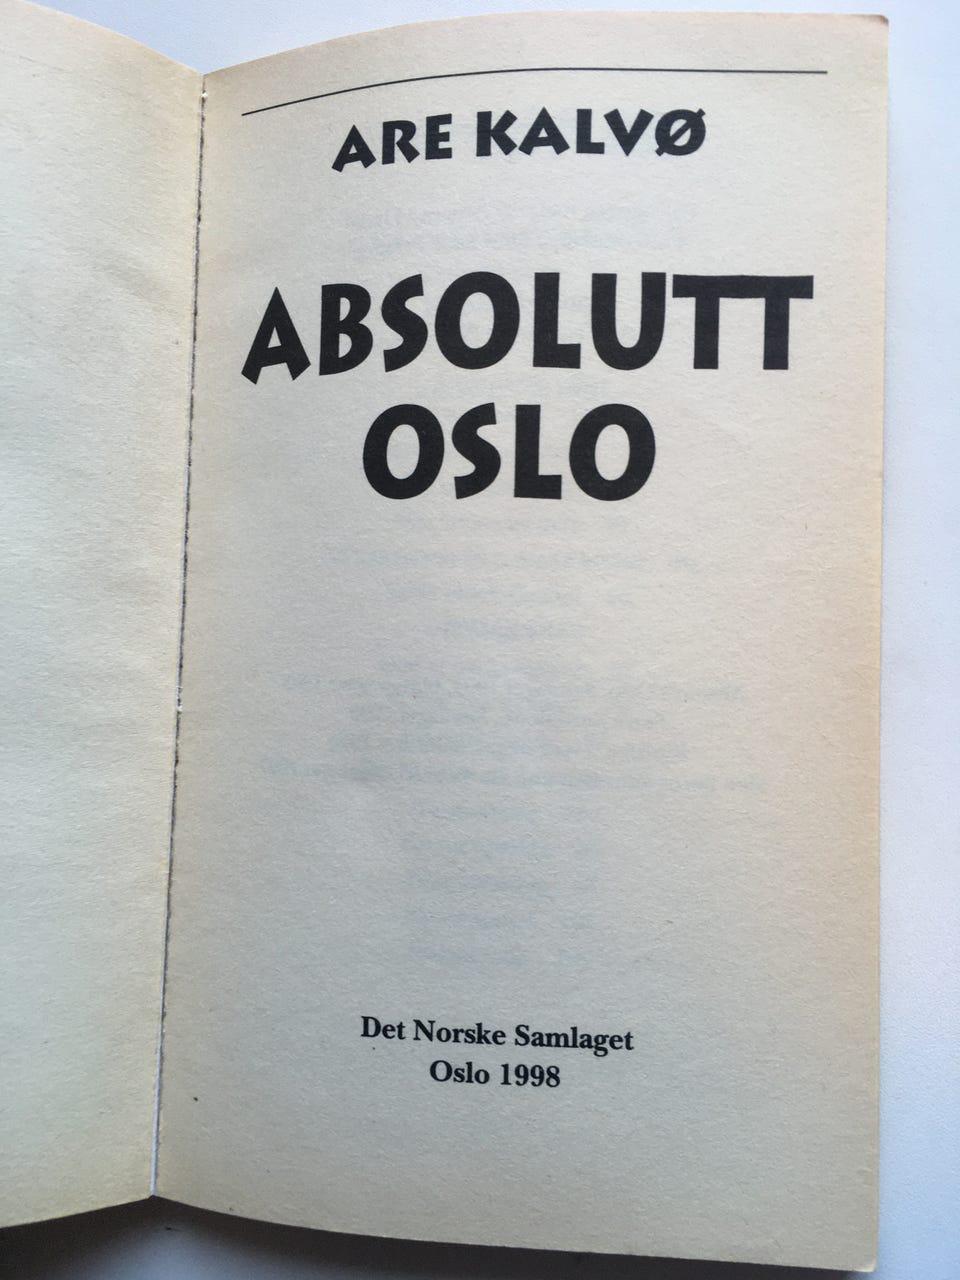 ARE KALVØ
ABSOLUTT
OSLO
Det Norske Samlaget
Oslo 1998